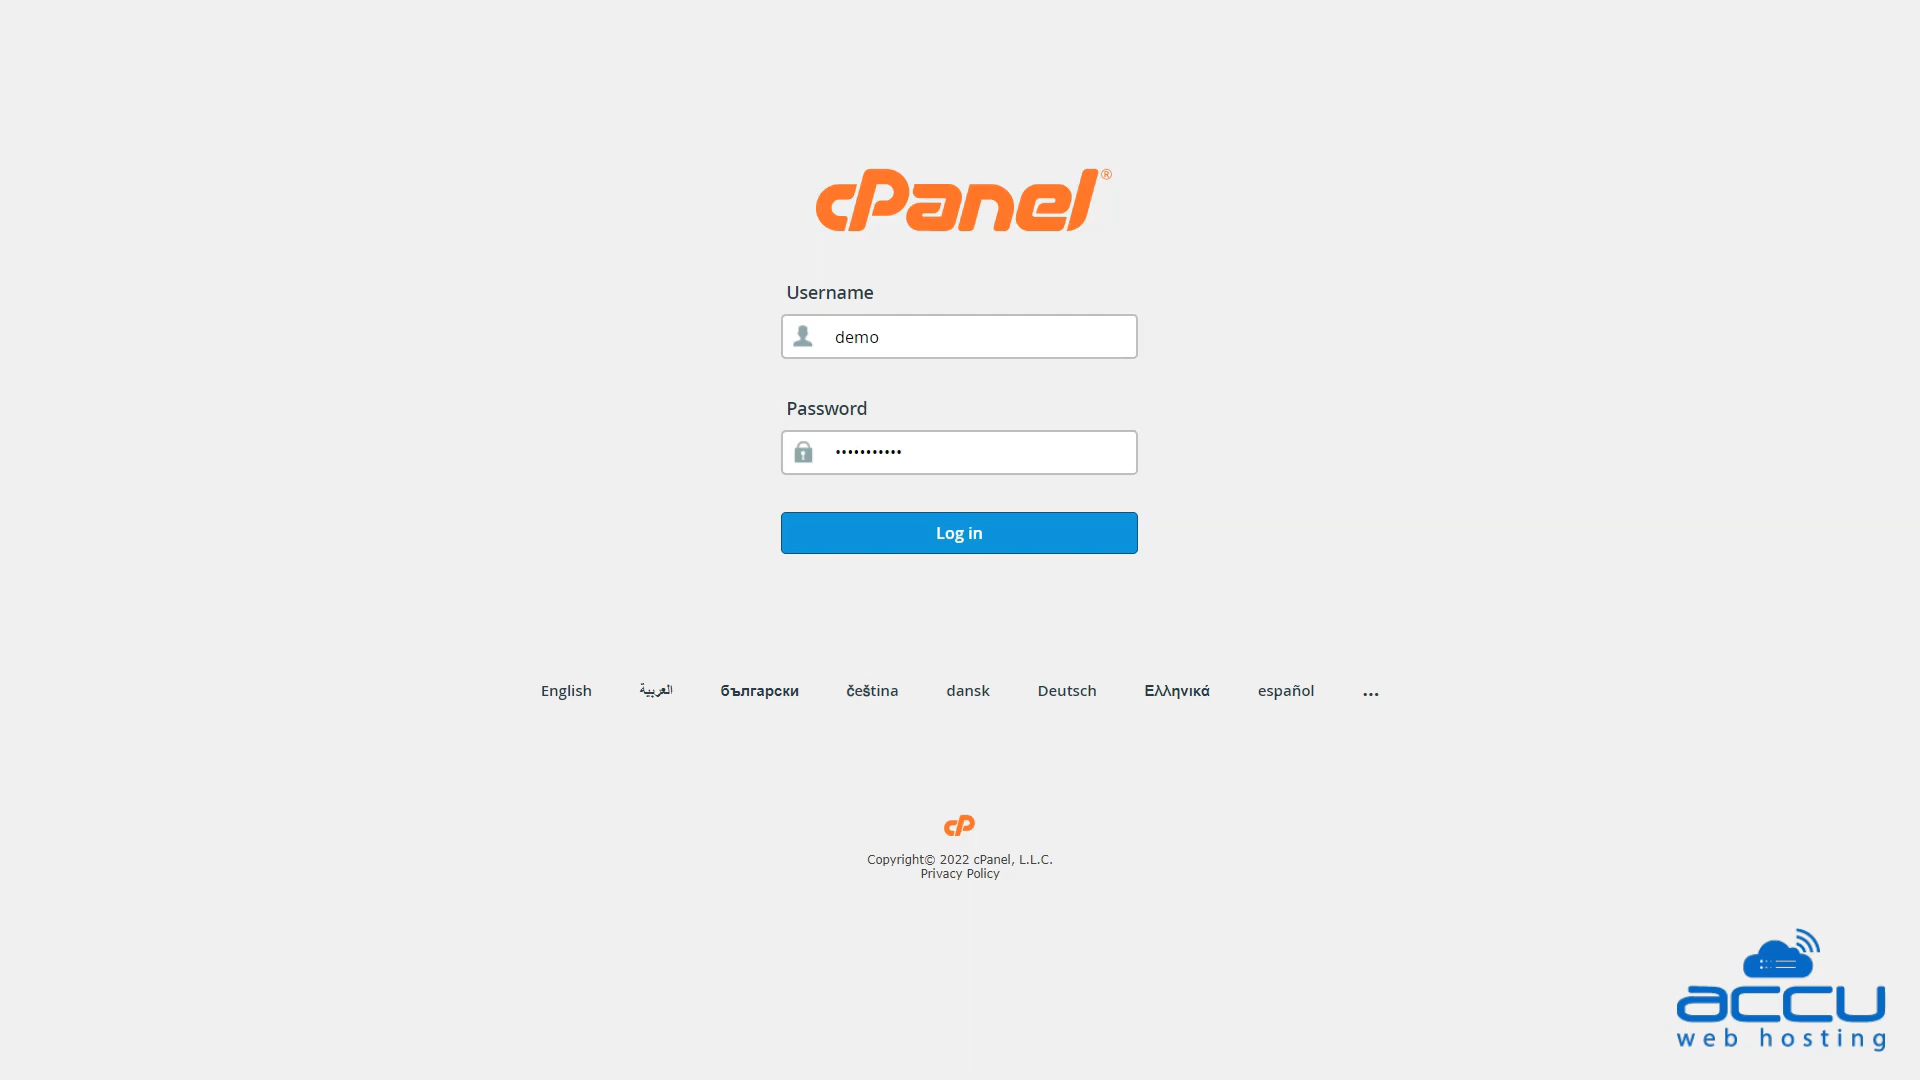 cPanel®
Username
demo
Password
•••••••••••
Log in
English العربية български čeština dansk Deutsch Ελληνικά español ...
cP
Copyright© 2022 cPanel, L.L.C.
Privacy Policy
accu
web hosting